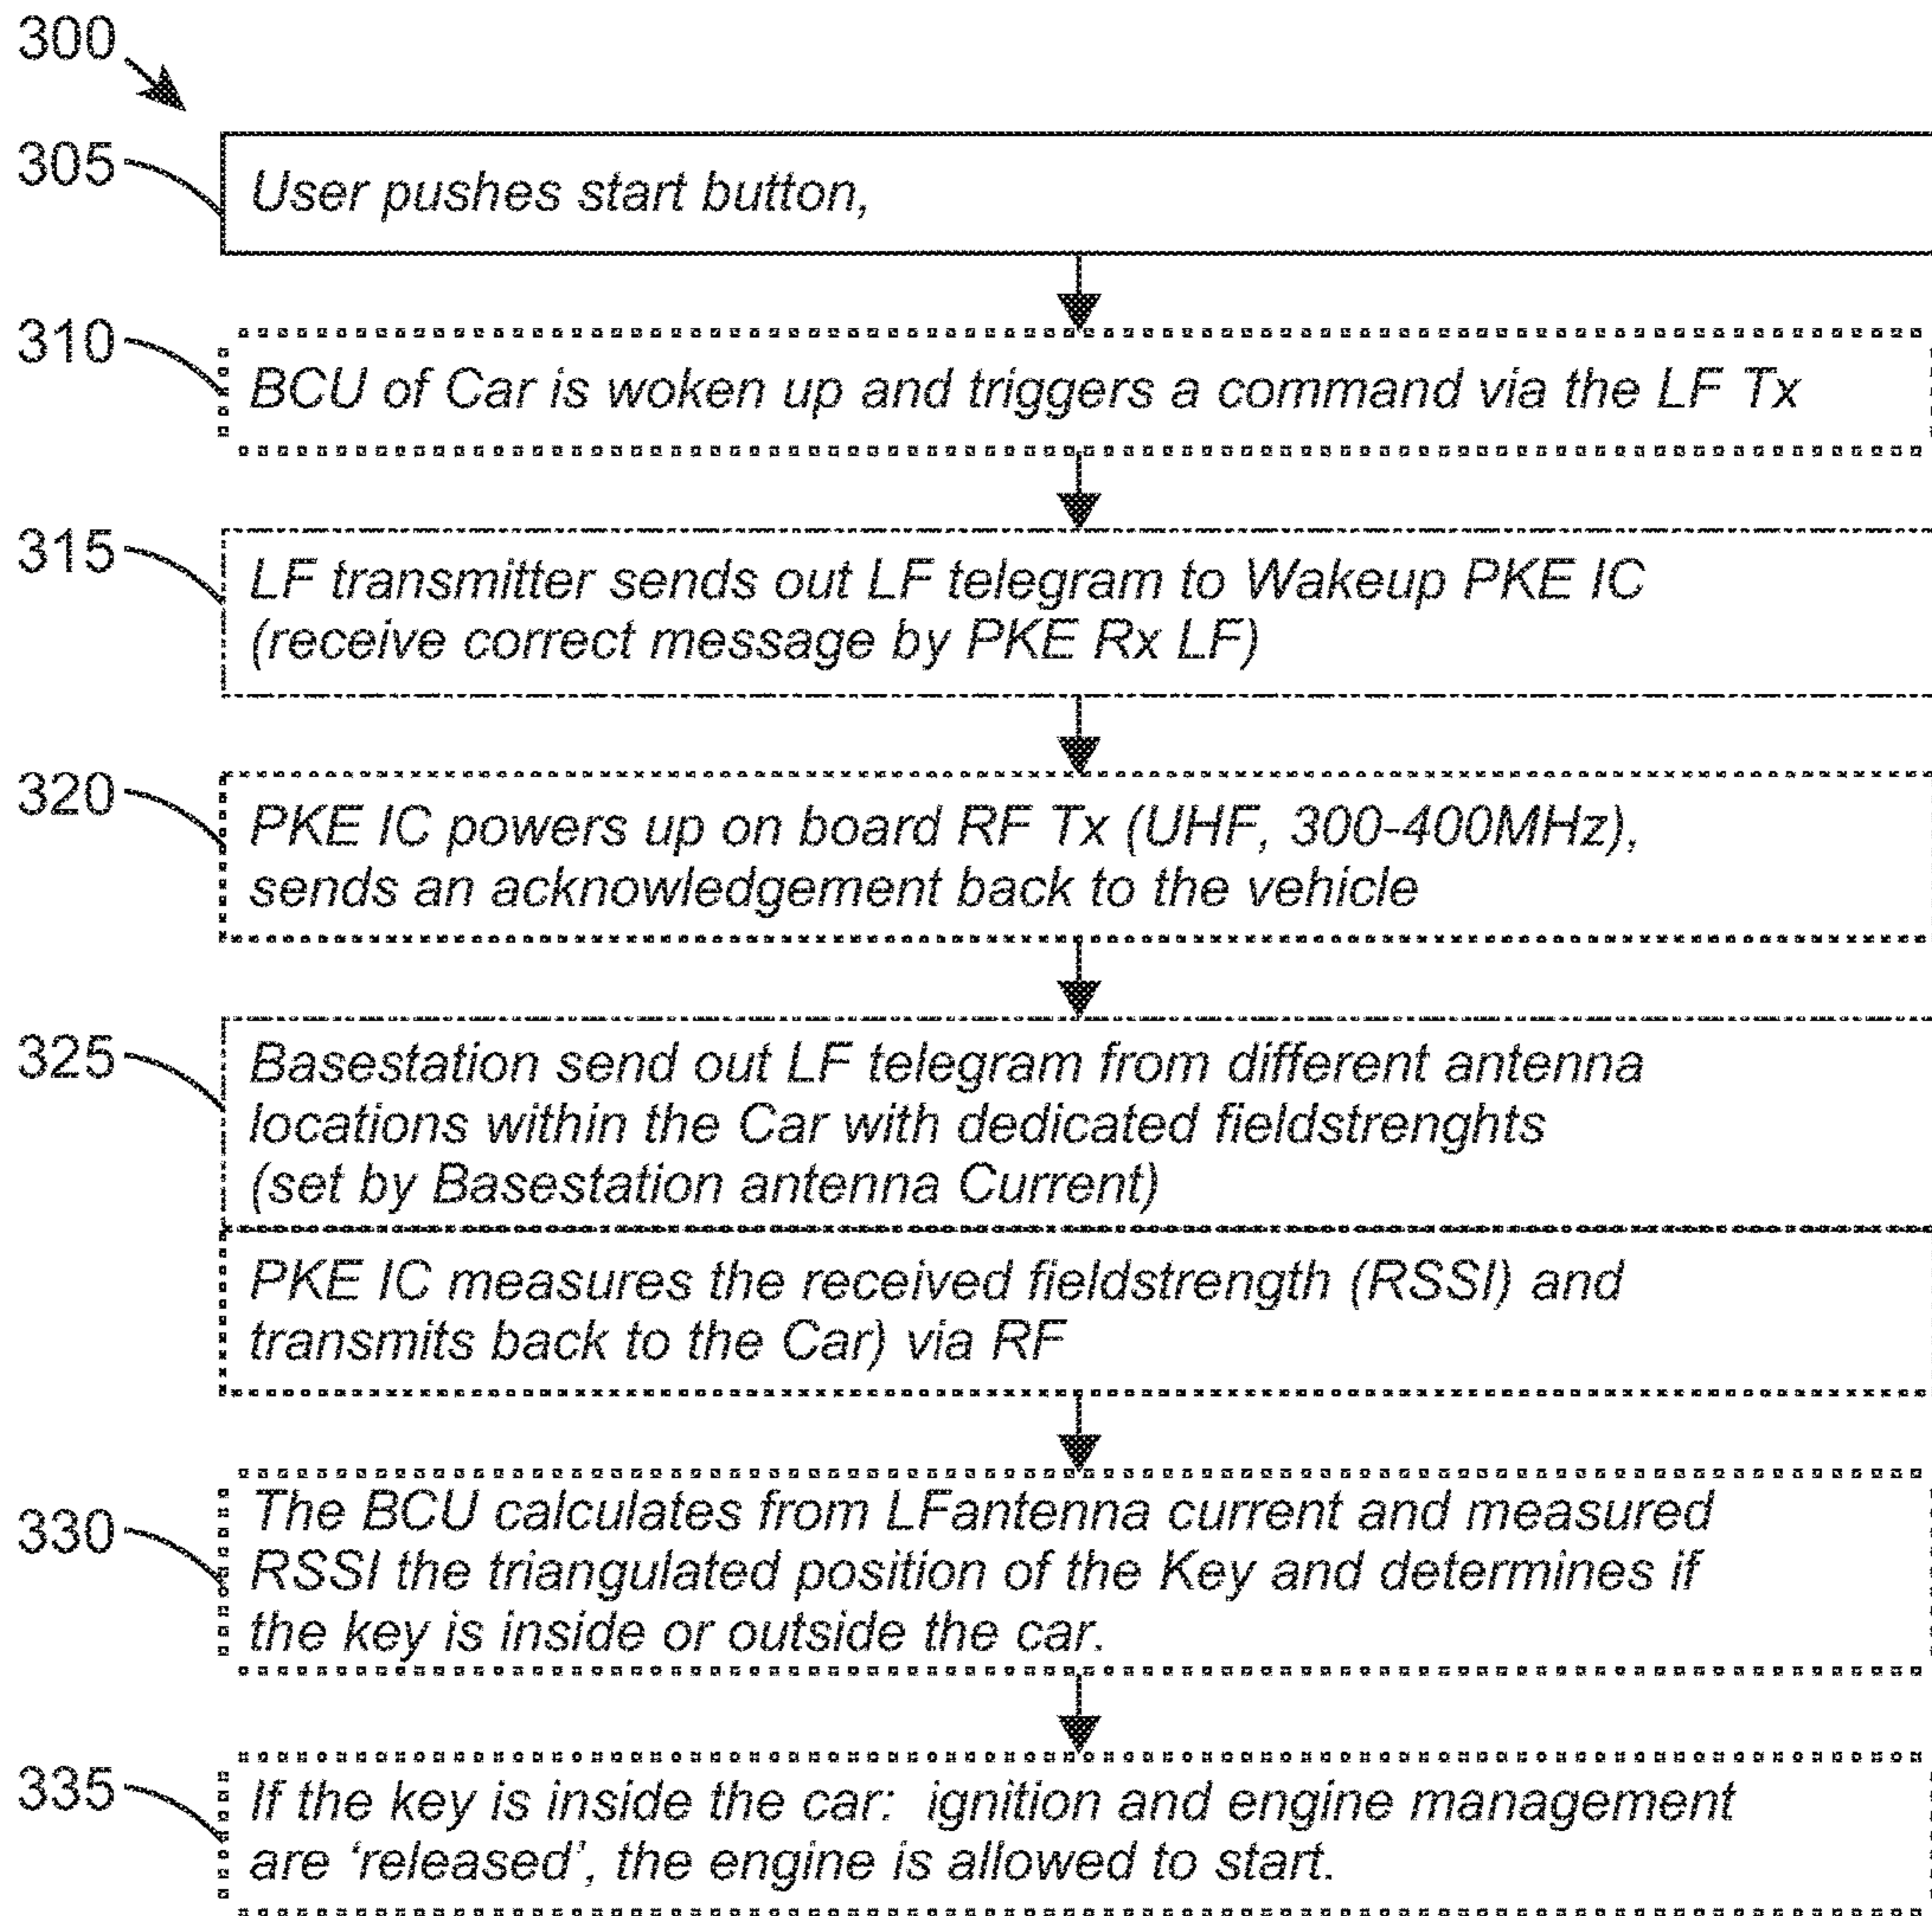 300
305
User pushes start button,
310
BCU of Car is woken up and triggers a command via the LF Tx
315
LF transmitter sends out LF telegram to Wakeup PKE IC
(receive correct message by PKE Rx LF)
320
PKE IC powers up on board RF Tx (UHF, 300-400MHz),
sends an acknowledgement back to the vehicle
325
Basestation send out LF telegram from different antenna
locations within the Car with dedicated fieldstrenghts
(set by Basestation antenna Current)
PKE IC measures the received fieldstrength (RSSI) and
transmits back to the Car) via RF
330
The BCU calculates from LFantenna current and measured
RSSI the triangulated position of the Key and determines if
the key is inside or outside the car.
335
If the key is inside the car: ignition and engine management
are ‘released’, the engine is allowed to start.